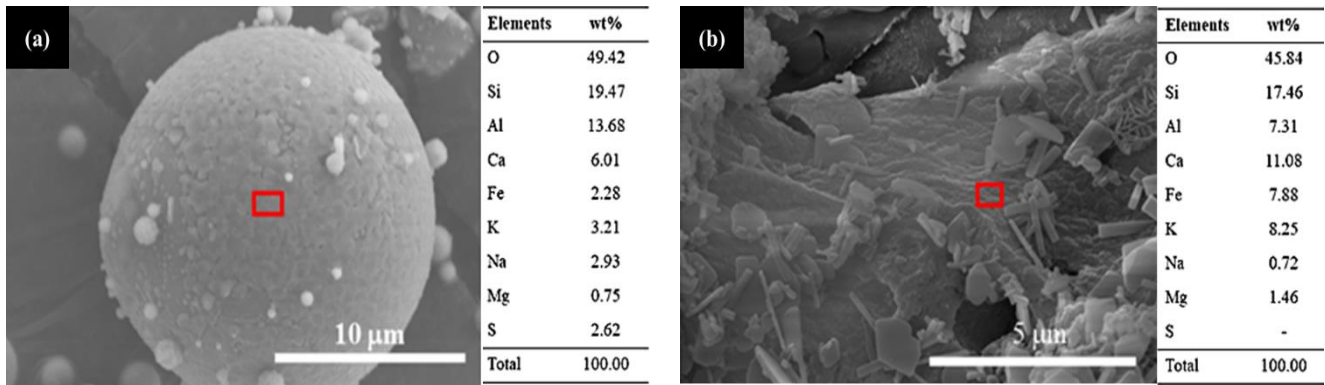 (a)
10 μm
Elements wt%
O 49.42
Si 19.47
Al 13.68
Ca 6.01
Fe 2.28
K 3.21
Na 2.93
Mg 0.75
S 2.62
Total 100.00
(b)
5 μm
Elements wt%
O 45.84
Si 17.46
Al 7.31
Ca 11.08
Fe 7.88
K 8.25
Na 0.72
Mg 1.46
S -
Total 100.00